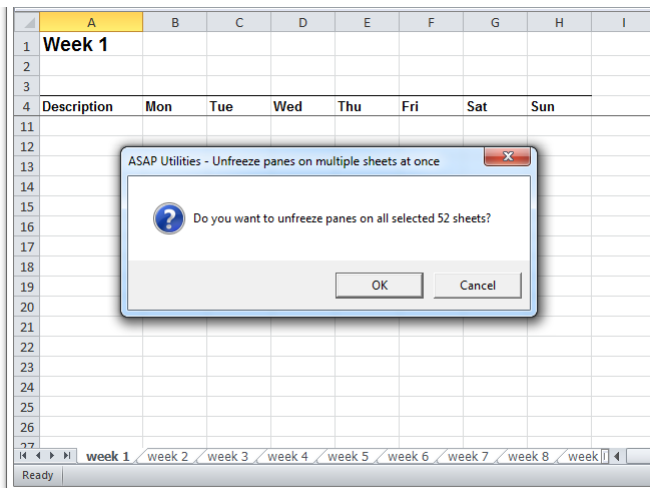 A B C D E F G H I
1 Week 1
2
3
4 Description Mon Tue Wed Thu Fri Sat Sun
11
12
ASAP Utilities - Unfreeze panes on multiple sheets at once
13
14
15
Do you want to unfreeze panes on all selected 52 sheets?
16
17
18
19 OK Cancel
20
21
22
23
24
25
26
27
week 1 week 2 week 3 week 4 week 5 week 6 week 7 week 8 week
Ready